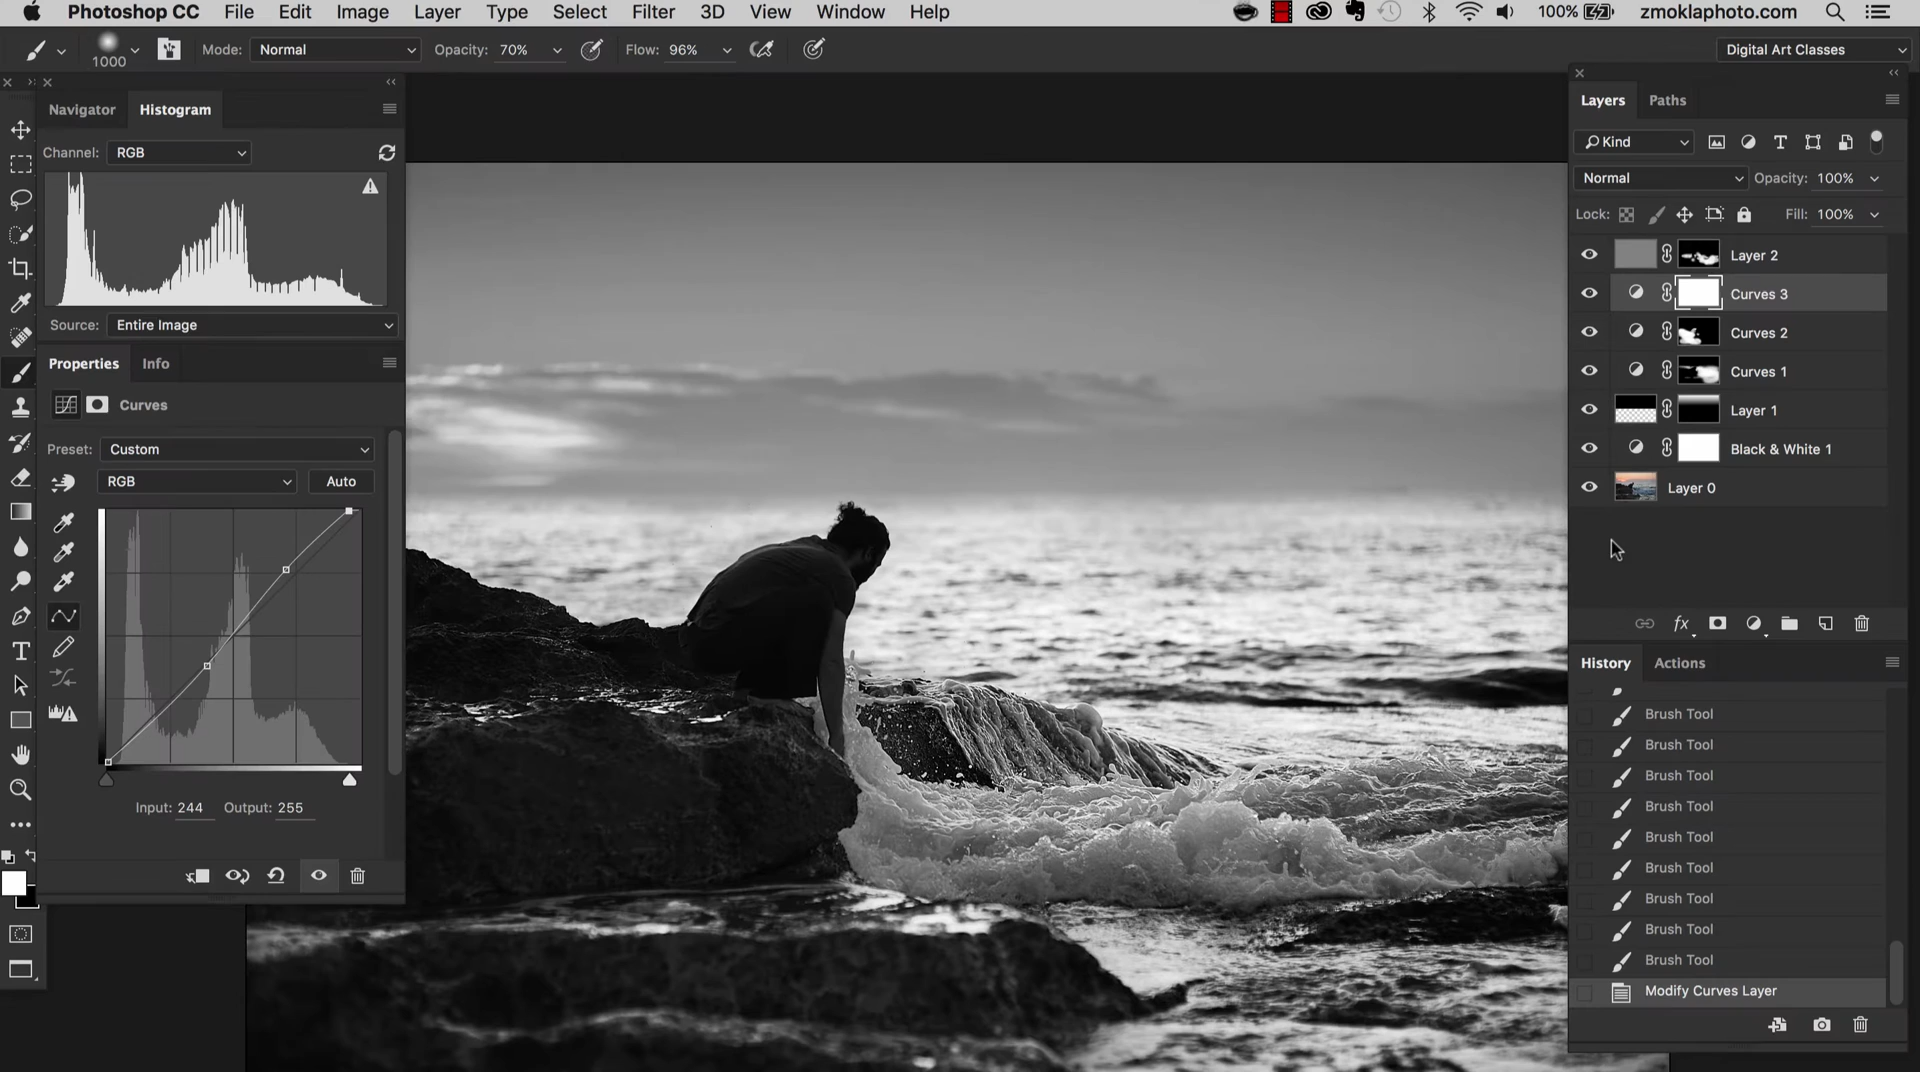 Photoshop CC File Edit Image Layer Type Select Filter 3D View Window Help 100% zmoklaphoto.com
1000 Mode: Normal Opacity: 70% Flow: 96% Digital Art Classes
Navigator Histogram
Channel: RGB
Source: Entire Image
Properties Info
Curves
Preset: Custom
RGB Auto
Input: 244 Output: 255
Layers Paths
Kind
Normal Opacity: 100%
Lock: Fill: 100%
Layer 2
Curves 3
Curves 2
Curves 1
Layer 1
Black & White 1
Layer 0
fx
History Actions
Brush Tool
Brush Tool
Brush Tool
Brush Tool
Brush Tool
Brush Tool
Brush Tool
Brush Tool
Brush Tool
Modify Curves Layer